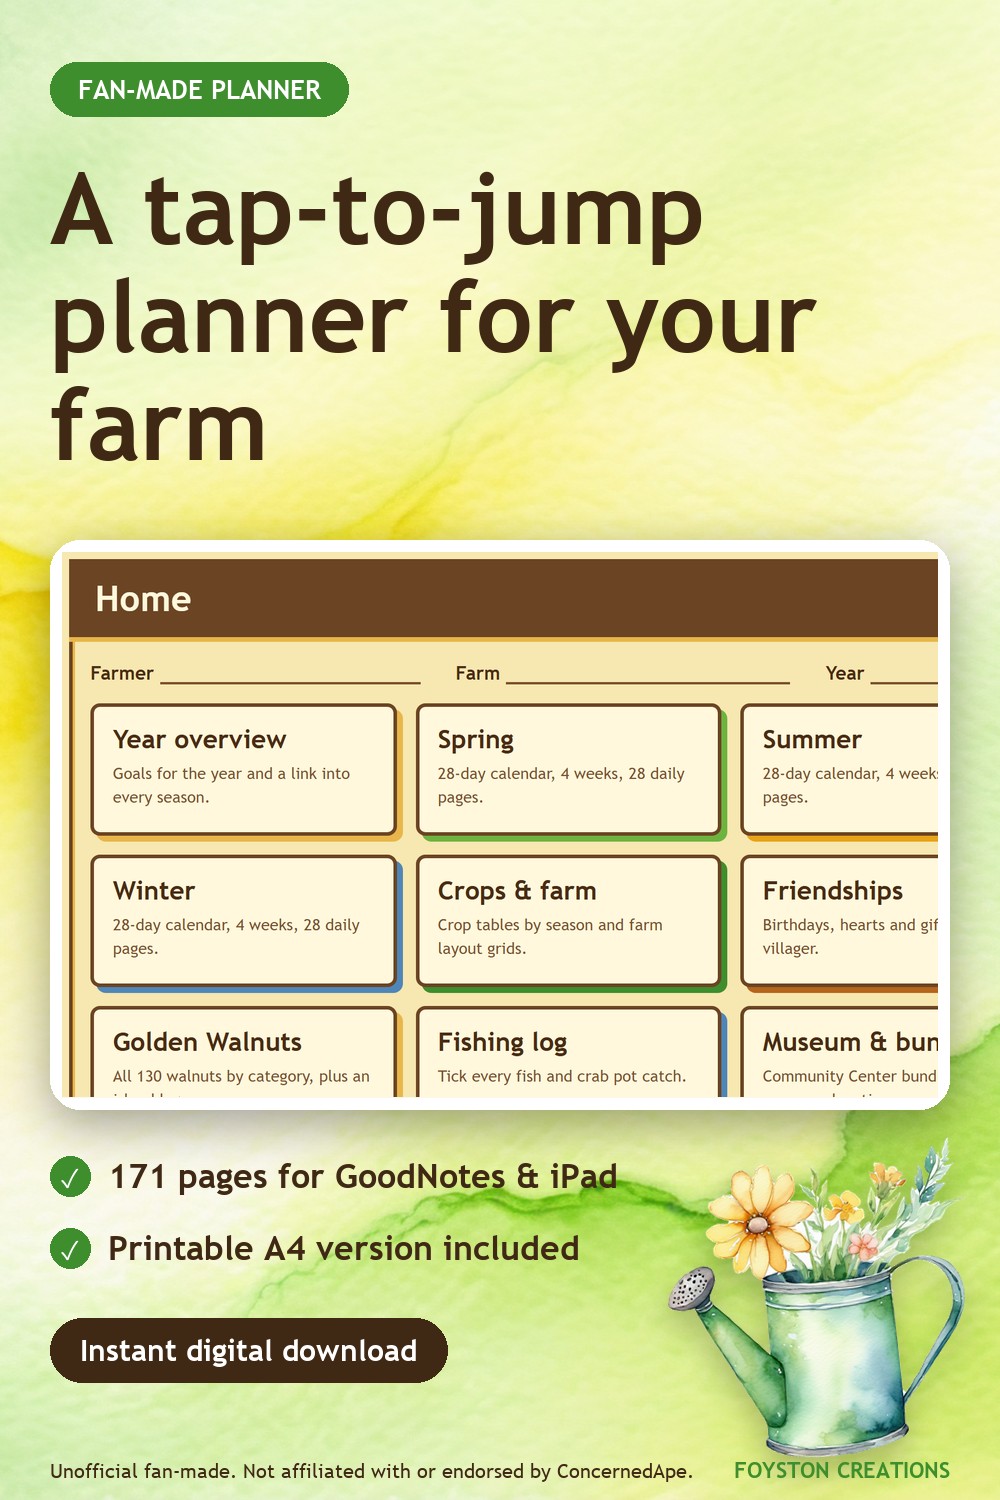 FAN-MADE PLANNER
A tap-to-jump
planner for your
farm
Home
Farmer
Farm
Year
Year overview
Goals for the year and a link into
every season.
Spring
28-day calendar, 4 weeks, 28 daily
pages.
Summer
28-day calendar, 4 weeks
pages.
Winter
28-day calendar, 4 weeks, 28 daily
pages.
Crops & farm
Crop tables by season and farm
layout grids.
Friendships
Birthdays, hearts and gif
villager.
Golden Walnuts
All 130 walnuts by category, plus an
Fishing log
Tick every fish and crab pot catch.
Museum & bun
Community Center bund
171 pages for GoodNotes & iPad
Printable A4 version included
Instant digital download
Unofficial fan-made. Not affiliated with or endorsed by ConcernedApe.
FOYSTON CREATIONS